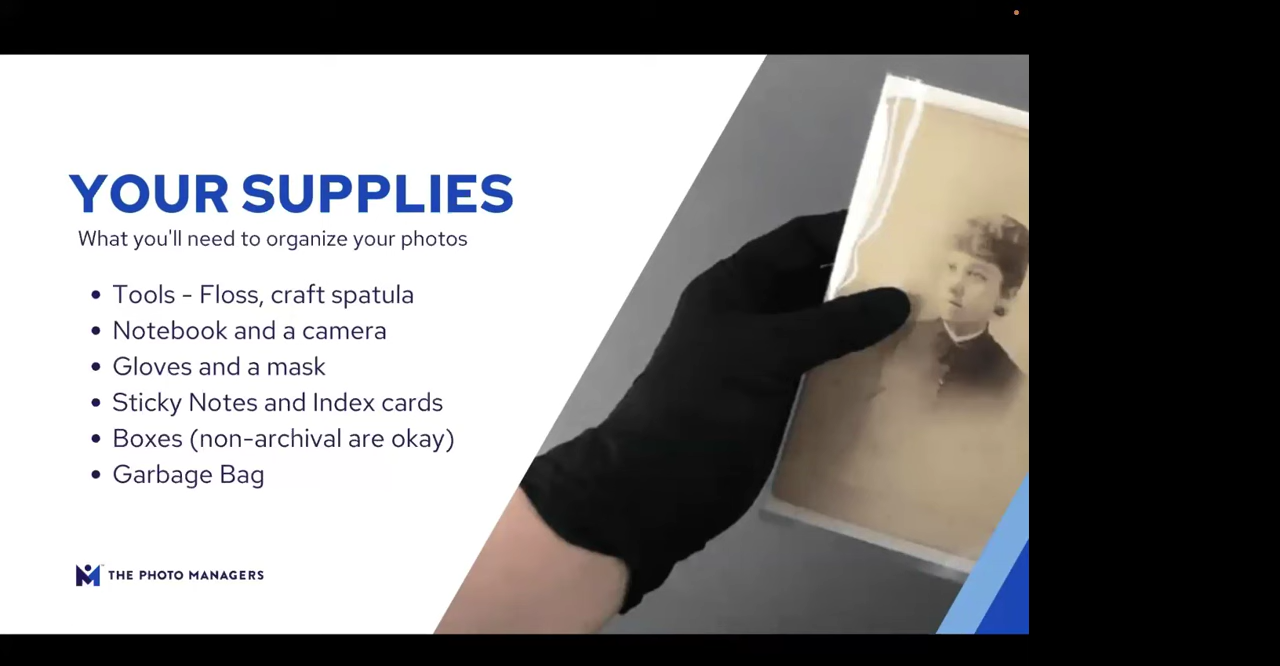 YOUR SUPPLIES
What you'll need to organize your photos
• Tools - Floss, craft spatula
• Notebook and a camera
• Gloves and a mask
• Sticky Notes and Index cards
• Boxes (non-archival are okay)
• Garbage Bag
THE PHOTO MANAGERS